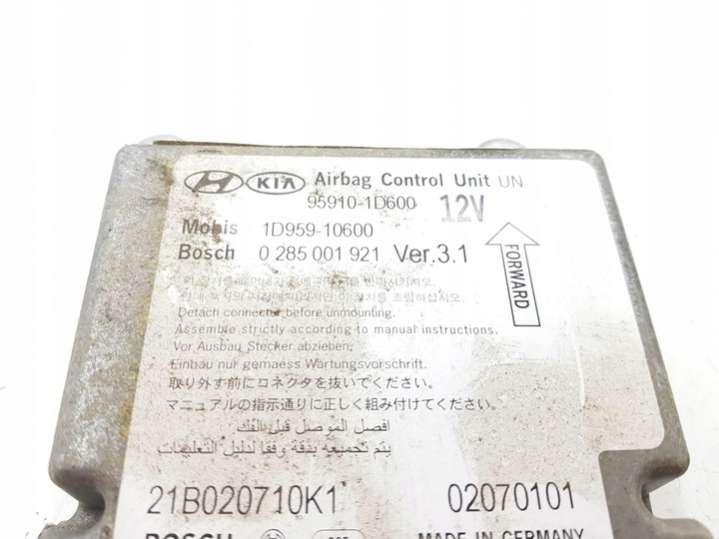 HYUNDAI KIA Airbag Control Unit UN
95910-1D600 12V
Mobis 1D959-10600
Bosch 0 285 001 921 Ver.3.1
FORWARD
Detach connector before unmounting.
Assemble strictly according to manual instructions.
Vor Ausbau Stecker abziehen.
Einbau nur gemaess Wartungsvorschrift.
取り外す前にコネクタを抜いてください。
マニュアルの指示通りに正しく組み付けてください。
افصل الموصل قبل الفك
يتم تجميعه بدقة وفقا لدليل التعليمات
21B020710K1 02070101
BOSCH MADE IN GERMANY